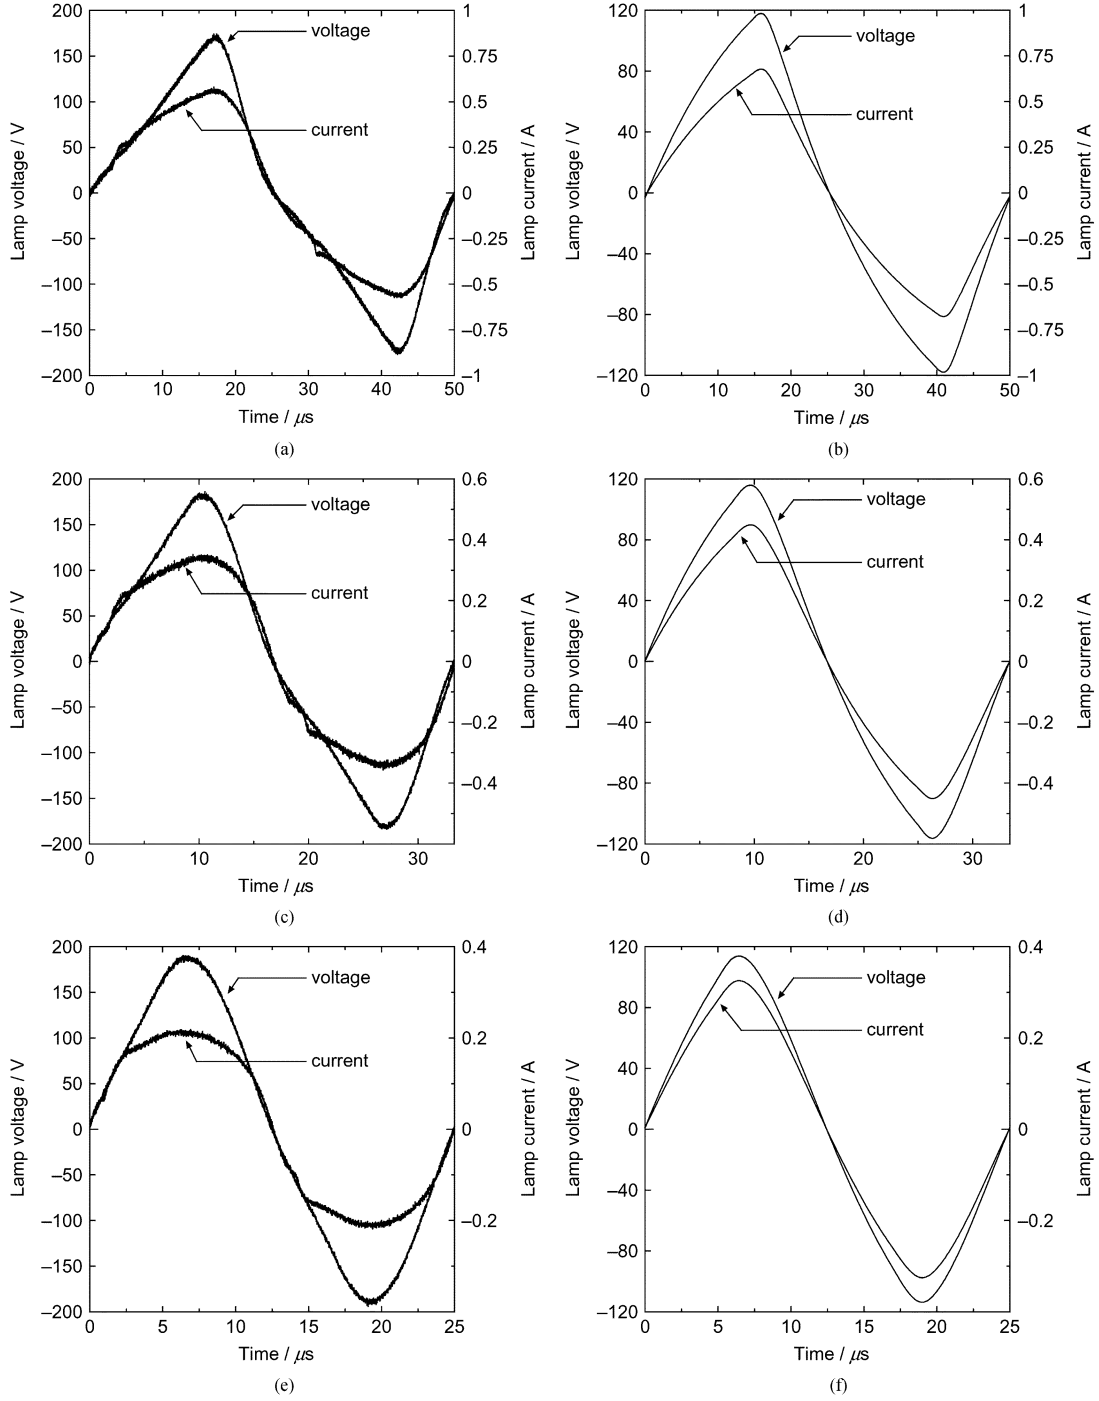 200 150 100 50 0 –50 –100 –150 –200
Lamp voltage / V
1 0.75 0.5 0.25 0 –0.25 –0.5 –0.75 –1
Lamp current / A
voltage
current
0 10 20 30 40 50
Time / μs
(a)
120 80 40 0 –40 –80 –120
Lamp voltage / V
1 0.75 0.5 0.25 0 –0.25 –0.5 –0.75 –1
Lamp current / A
voltage
current
0 10 20 30 40 50
Time / μs
(b)
200 150 100 50 0 –50 –100 –150 –200
Lamp voltage / V
0.6 0.4 0.2 0 –0.2 –0.4
Lamp current / A
voltage
current
0 10 20 30
Time / μs
(c)
120 80 40 0 –40 –80 –120
Lamp voltage / V
0.6 0.4 0.2 0 –0.2 –0.4
Lamp current / A
voltage
current
0 10 20 30
Time / μs
(d)
200 150 100 50 0 –50 –100 –150 –200
Lamp voltage / V
0.4 0.2 0 –0.2
Lamp current / A
voltage
current
0 5 10 15 20 25
Time / μs
(e)
120 80 40 0 –40 –80 –120
Lamp voltage / V
0.4 0.2 0 –0.2
Lamp current / A
voltage
current
0 5 10 15 20 25
Time / μs
(f)